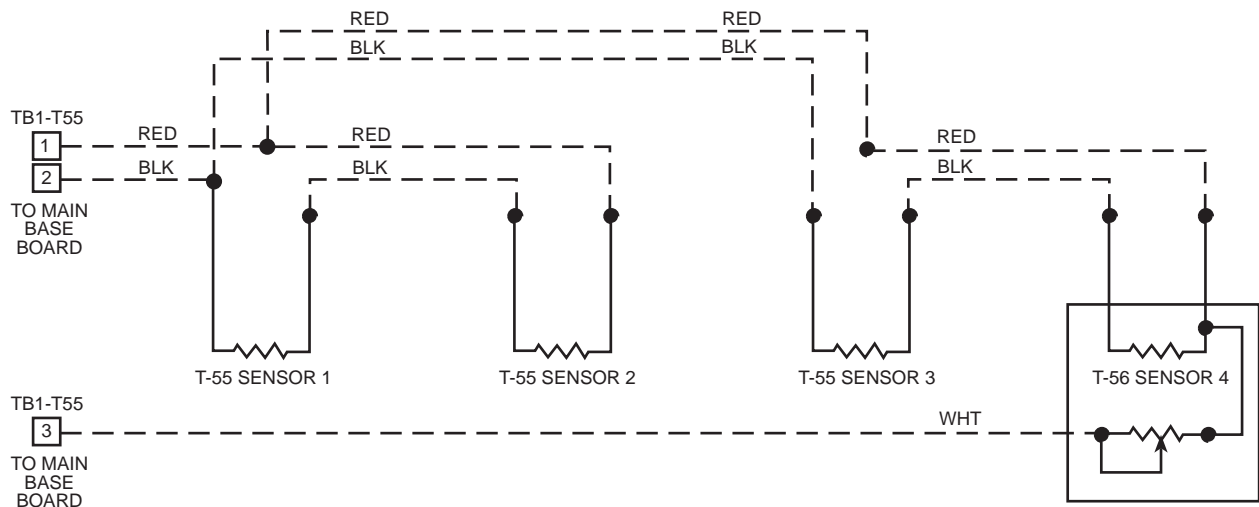 RED RED
BLK BLK
TB1-T55
1 RED RED RED
2 BLK BLK BLK
TO MAIN
BASE
BOARD
T-55 SENSOR 1 T-55 SENSOR 2 T-55 SENSOR 3 T-56 SENSOR 4
TB1-T55
3 WHT
TO MAIN
BASE
BOARD